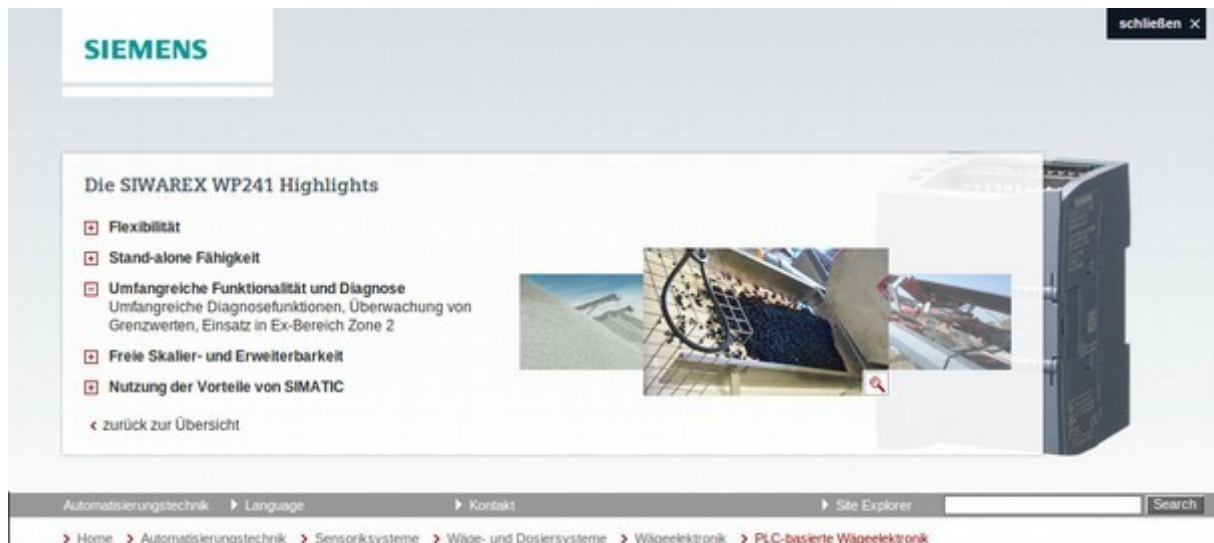 schließen ×
SIEMENS
Die SIWAREX WP241 Highlights
Flexibilität
Stand-alone Fähigkeit
Umfangreiche Funktionalität und Diagnose
Umfangreiche Diagnosefunktionen, Überwachung von
Grenzwerten, Einsatz in Ex-Bereich Zone 2
Freie Skalier- und Erweiterbarkeit
Nutzung der Vorteile von SIMATIC
zurück zur Übersicht
Automatisierungstechnik Language Kontakt Site Explorer Search
Home Automatisierungstechnik Sensoriksysteme Wäge- und Dosiersysteme Wägeelektronik PLC-basierte Wägeelektronik